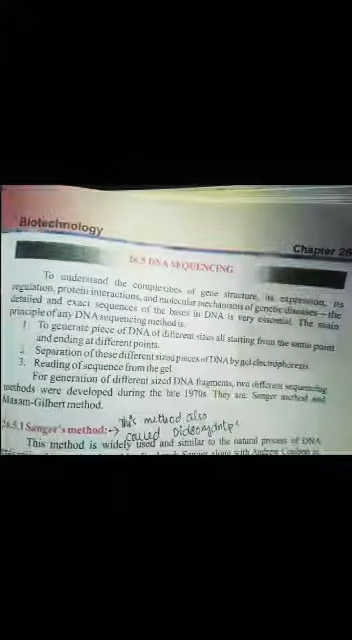 Biotechnology
Chapter 26
26.5 DNA SEQUENCING
To understand the complexities of gene structure, its expression, its
regulation, protein interactions, and molecular mechanisms of genetic diseases – the
detailed and exact sequences of the bases in DNA is very essential. The main
principle of any DNA sequencing method is:
1. To generate piece of DNA of different sizes all starting from the same point
and ending at different points.
2. Separation of these different sized pieces of DNA by gel electrophoresis.
3. Reading of sequence from the gel.
For generation of different sized DNA fragments, two different sequencing
methods were developed during the late 1970s. They are: Sanger method and
Maxam-Gilbert method.
This method also
26.5.1 Sanger's method:→ called
This method is widely used and similar to the natural process of DNA
Sanger along with Andrew Coulson